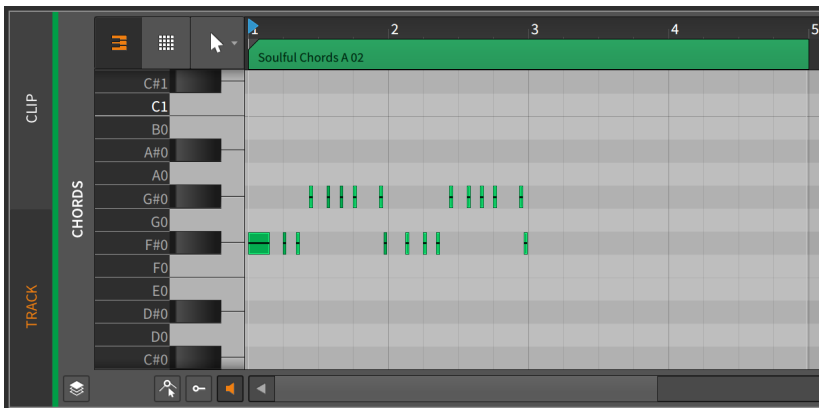 1 2 3 4 5
Soulful Chords A 02
CLIP
TRACK
CHORDS
C#1
C1
B0
A#0
A0
G#0
G0
F#0
F0
E0
D#0
D0
C#0